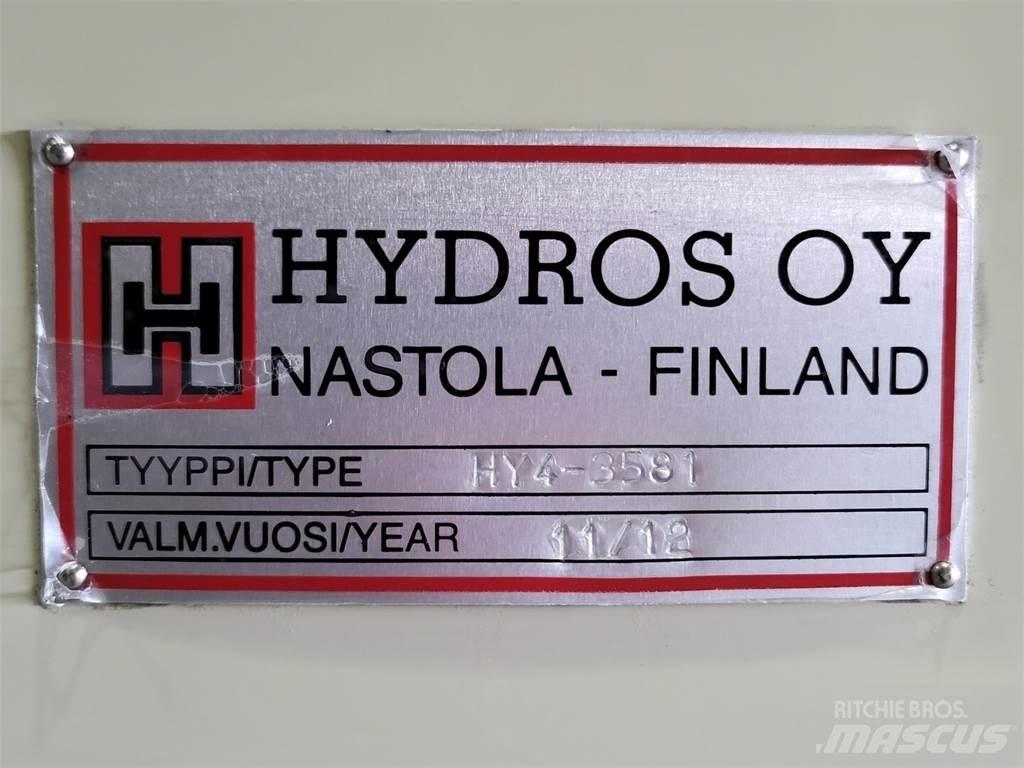 H HYDROS OY
NASTOLA - FINLAND
TYYPPI/TYPE HY4-3581
VALM.VUOSI/YEAR 11/12
RITCHIE BROS.
MASCUS